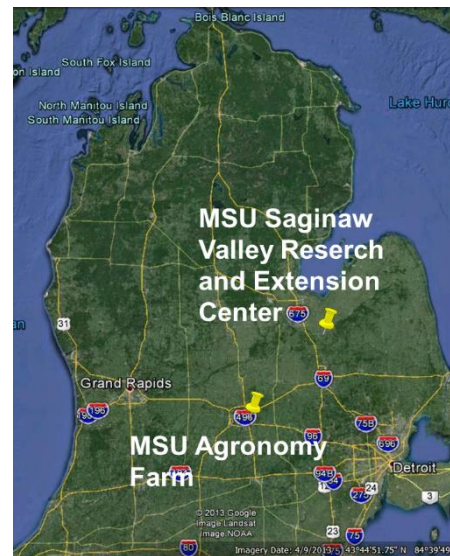 Bois Blanc Island
South Fox Island
North Manitou Island
South Manitou Island
Lake Hur
MSU Saginaw
Valley Reserch
and Extension
Center
675
31
69
Grand Rapids
196
496
96
75B
696
MSU Agronomy
Farm
94B
Detroit
24
275
3
© 2013 Google
Image Landsat
Image NOAA
23
75
80
Imagery Date: 4/9/2013 43°44'51.75" N 84°39'49